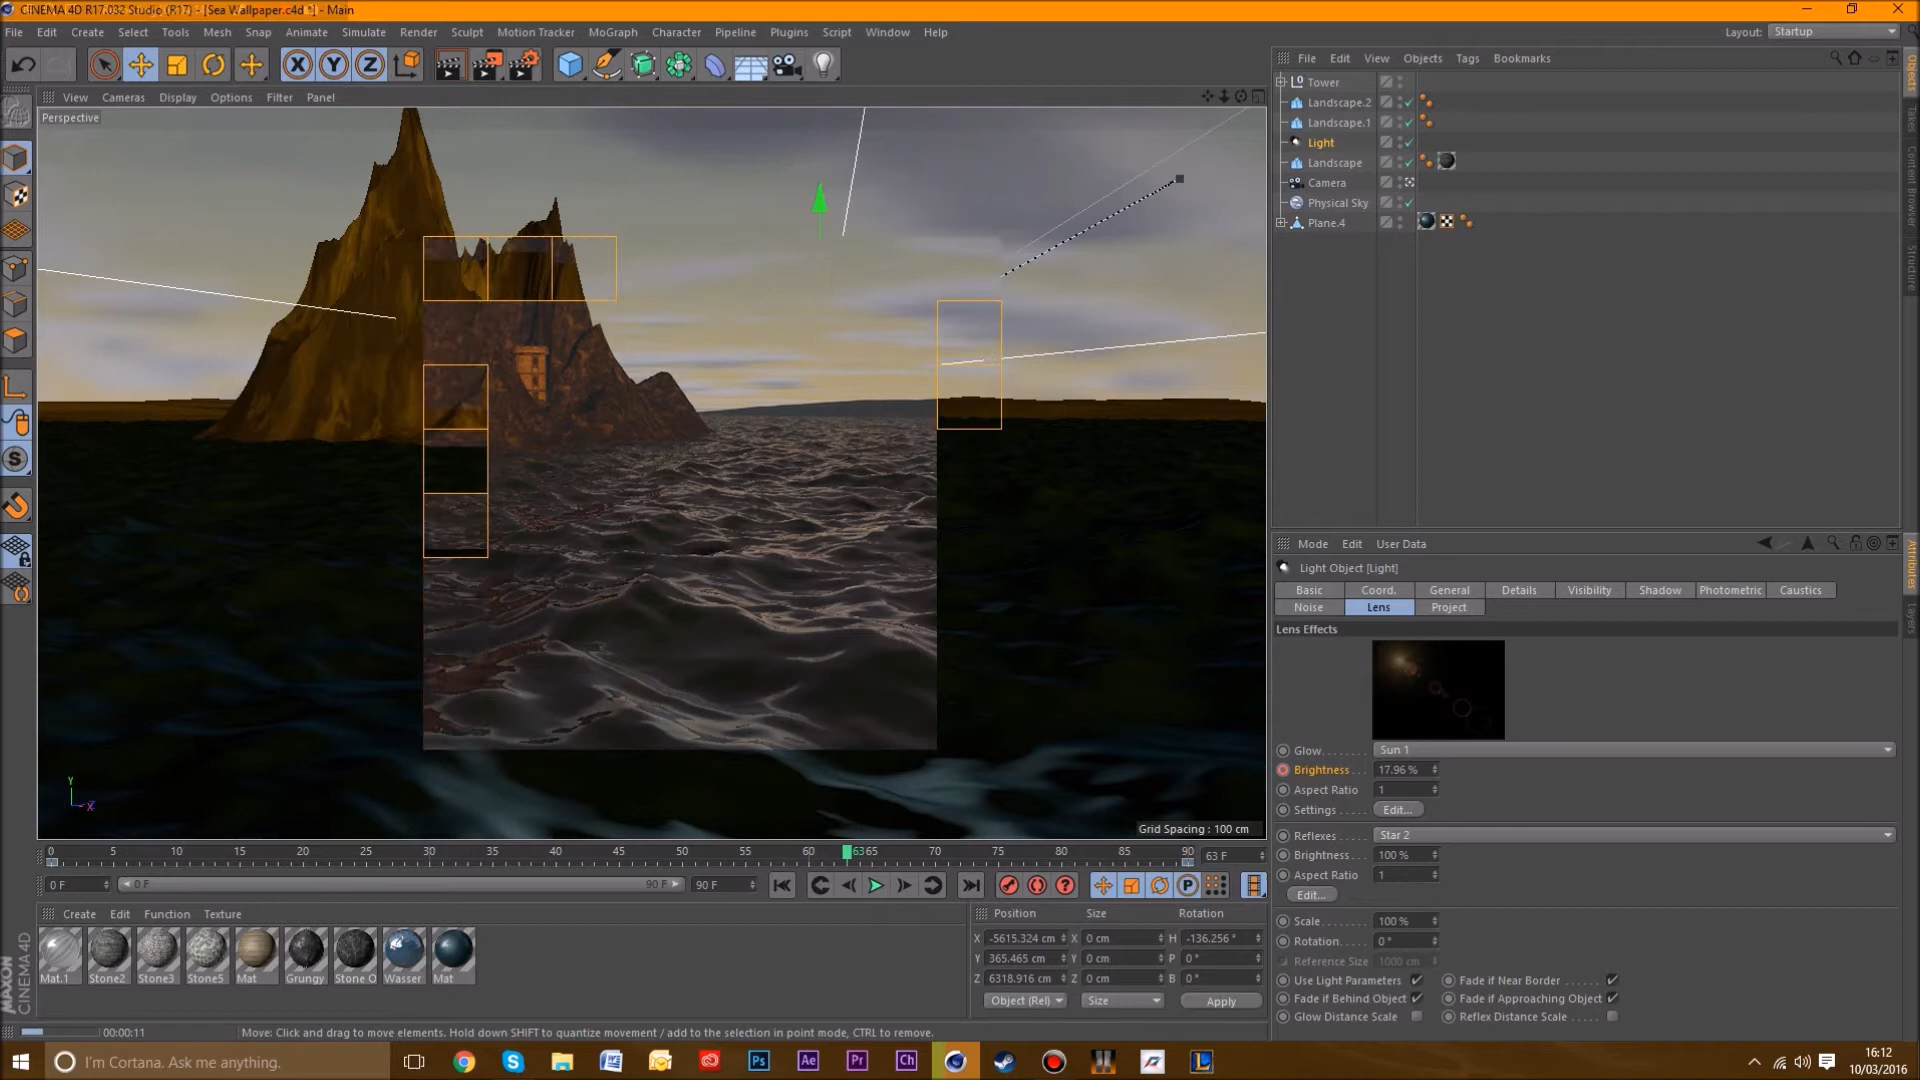 CINEMA 4D R17.032 Studio (R17) - [Sea Wallpaper.c4d *] - Main
File Edit Create Select Tools Mesh Snap Animate Simulate Render Sculpt Motion Tracker MoGraph Character Pipeline Plugins Script Window Help
Layout: Startup
View Cameras Display Options Filter Panel
Perspective
Grid Spacing : 100 cm
File Edit View Objects Tags Bookmarks
Tower
Landscape.2
Landscape.1
Light
Landscape
Camera
Physical Sky
Plane.4
Objects
Takes
Content Browser
Structure
Mode Edit User Data
Light Object [Light]
Basic Coord. General Details Visibility Shadow Photometric Caustics
Noise Lens Project
Lens Effects
Glow Sun 1
Brightness 17.96 %
Aspect Ratio 1
Settings Edit...
Reflexes Star 2
Brightness 100 %
Aspect Ratio 1
Edit...
Scale 100 %
Rotation 0 °
Reference Size 1000 cm
Use Light Parameters Fade if Near Border
Fade if Behind Object Fade if Approaching Object
Glow Distance Scale Reflex Distance Scale
Attributes
Layers
0 5 10 15 20 25 30 35 40 45 50 55 60 6365 70 75 80 85 90
63 F
0 F 0 F 90 F 90 F
Create Edit Function Texture
Mat.1 Stone2 Stone3 Stone5 Mat Grungy Stone O Wasser Mat
Position Size Rotation
X -5615.324 cm X 0 cm H -136.256 °
Y 365.465 cm Y 0 cm P 0 °
Z 6318.916 cm Z 0 cm B 0 °
Object (Rel) Size Apply
MAXON
CINEMA 4D
00:00:11 Move: Click and drag to move elements. Hold down SHIFT to quantize movement / add to the selection in point mode, CTRL to remove.
I'm Cortana. Ask me anything.
16:12
10/03/2016